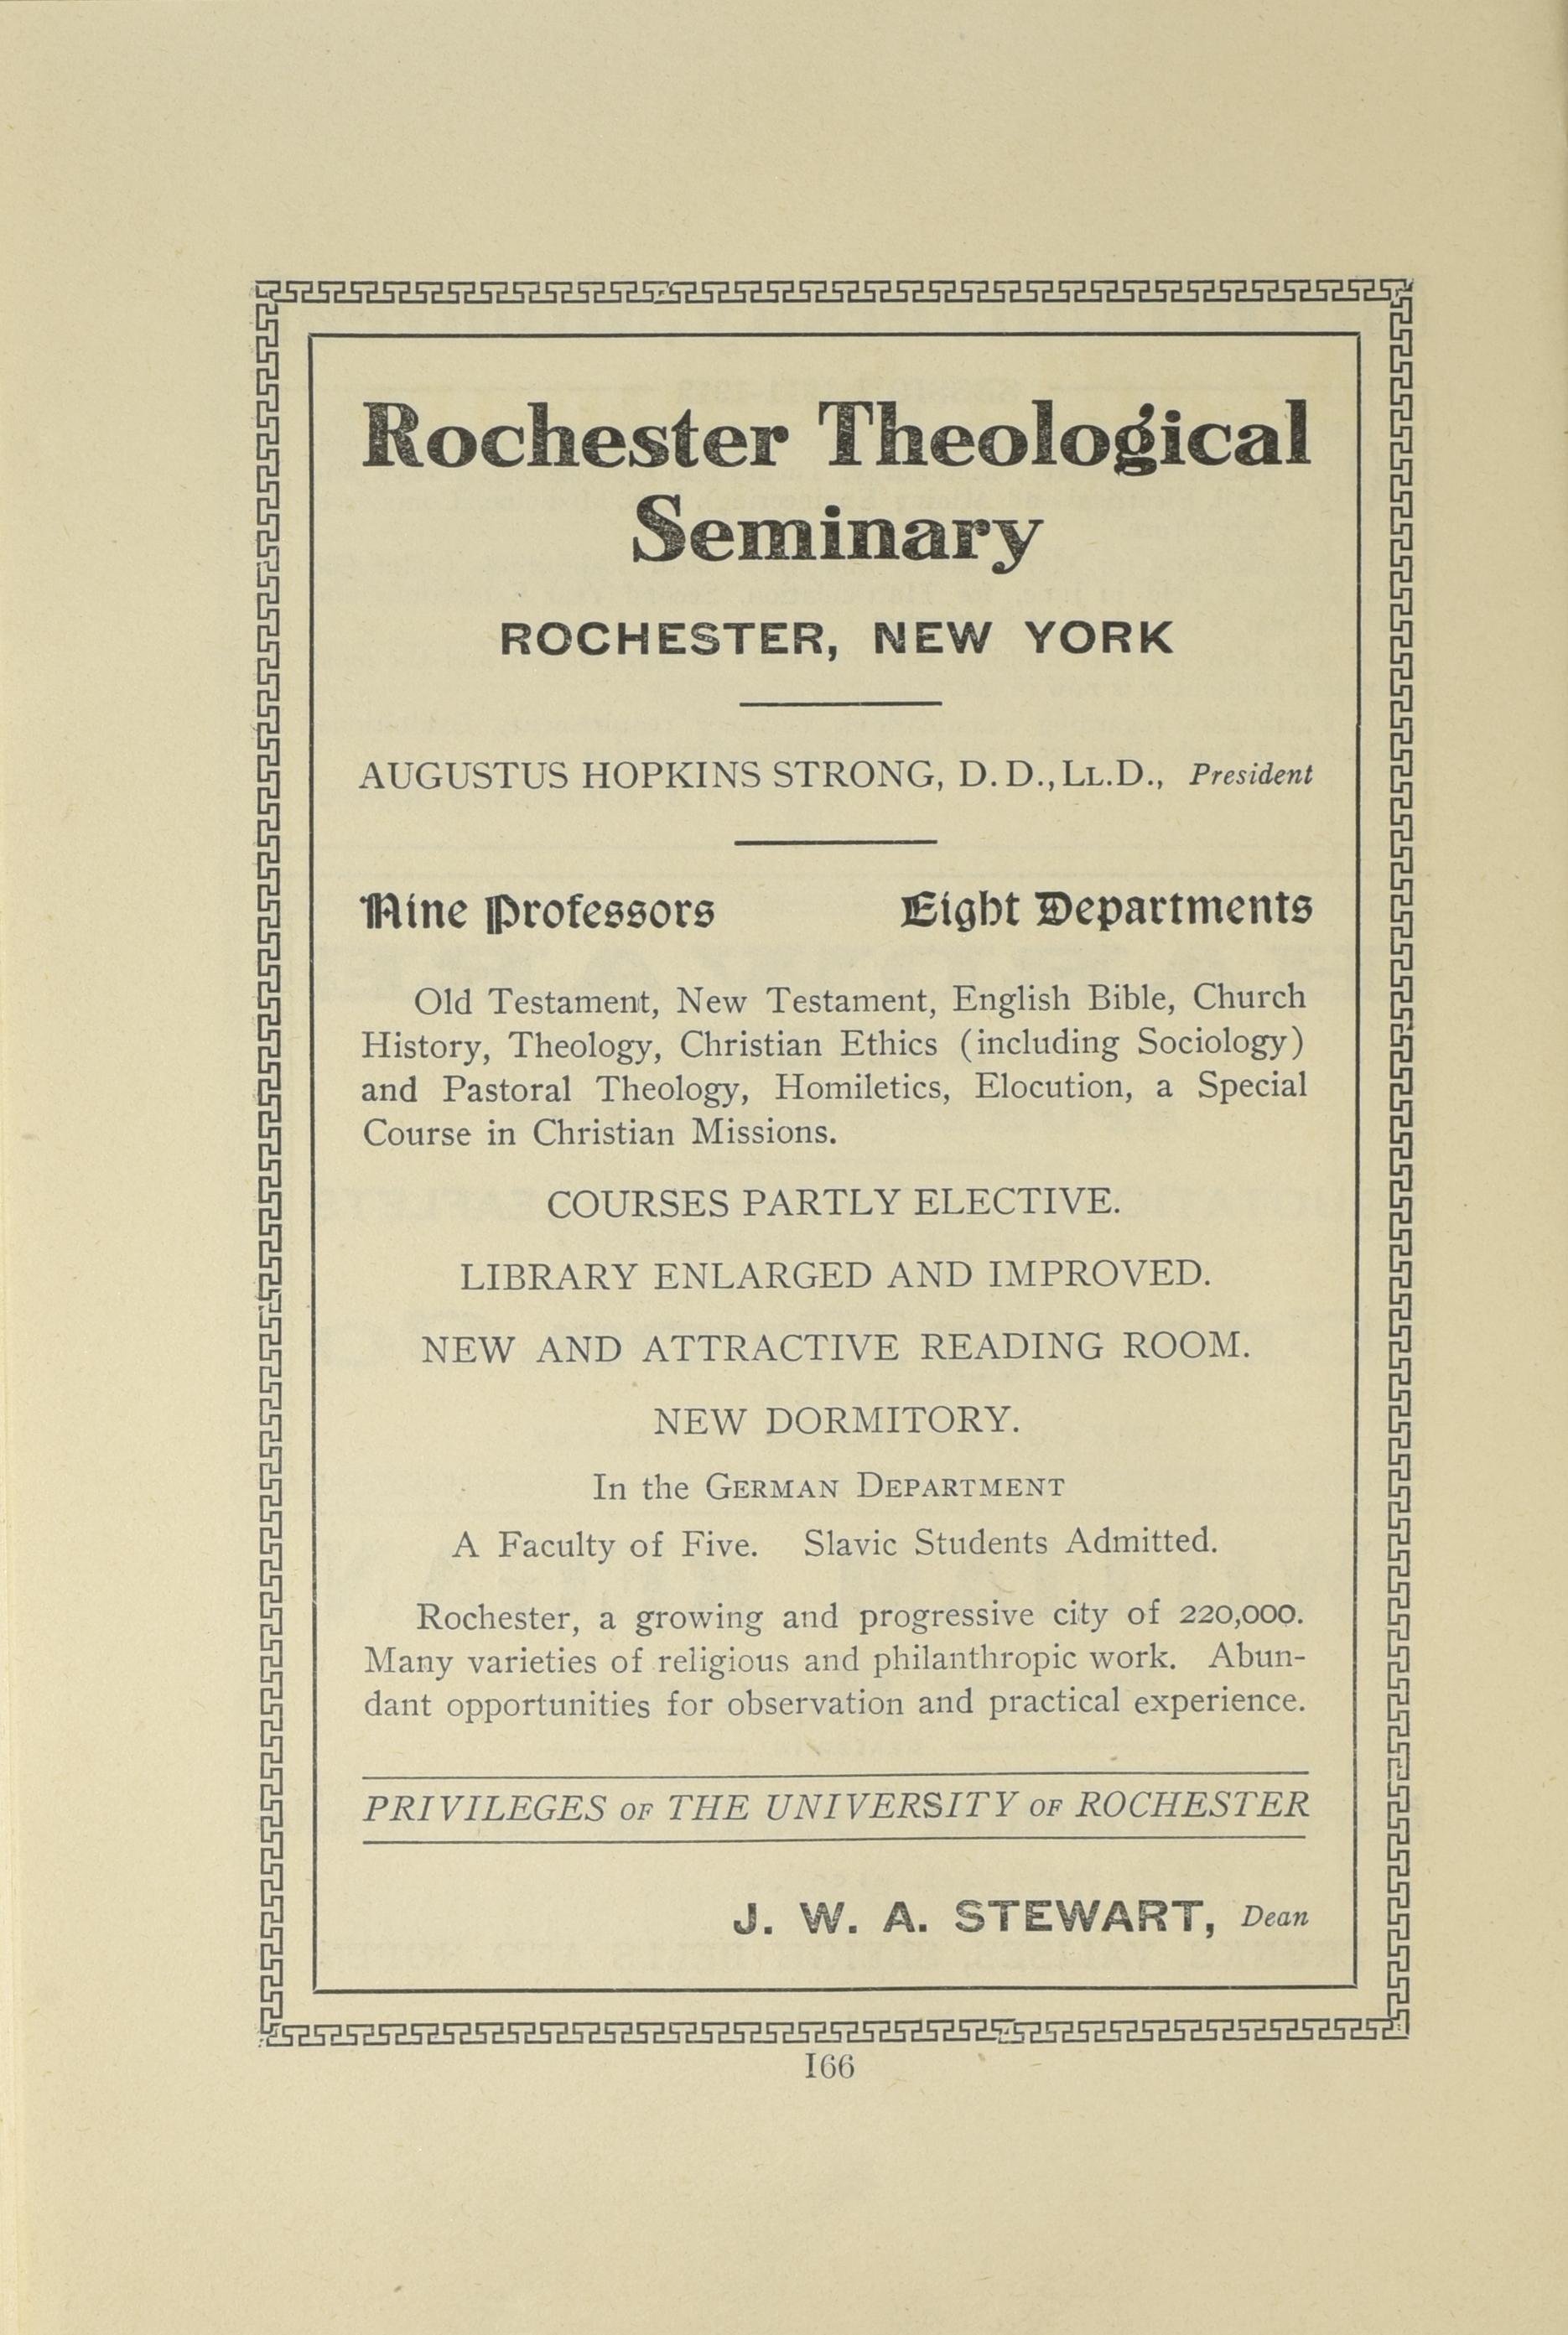 Rochester Theological
Seminary
ROCHESTER, NEW YORK
AUGUSTUS HOPKINS STRONG, D. D., LL.D., President
Nine Professors Eight Departments
Old Testament, New Testament, English Bible, Church
History, Theology, Christian Ethics (including Sociology)
and Pastoral Theology, Homiletics, Elocution, a Special
Course in Christian Missions.
COURSES PARTLY ELECTIVE.
LIBRARY ENLARGED AND IMPROVED.
NEW AND ATTRACTIVE READING ROOM.
NEW DORMITORY.
In the GERMAN DEPARTMENT
A Faculty of Five. Slavic Students Admitted.
Rochester, a growing and progressive city of 220,000.
Many varieties of religious and philanthropic work. Abun-
dant opportunities for observation and practical experience.
PRIVILEGES OF THE UNIVERSITY OF ROCHESTER
J. W. A. STEWART, Dean
166